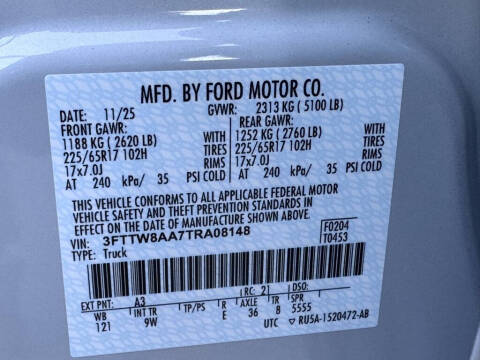 MFD. BY FORD MOTOR CO.
DATE: 11/25 GVWR: 2313 KG ( 5100 LB)
FRONT GAWR: REAR GAWR:
1188 KG ( 2620 LB) WITH 1252 KG ( 2760 LB) WITH
225/65R17 102H TIRES 225/65R17 102H TIRES
17x7.0J RIMS 17x7.0J RIMS
AT 240 kPa/ 35 PSI COLD AT 240 kPa/ 35 PSI COLD
THIS VEHICLE CONFORMS TO ALL APPLICABLE FEDERAL MOTOR
VEHICLE SAFETY AND THEFT PREVENTION STANDARDS IN
EFFECT ON THE DATE OF MANUFACTURE SHOWN ABOVE.
VIN: 3FTTW8AA7TRA08148 F0204
TYPE: Truck T0453
EXT PNT: A3 RC: 21 DSO:
WB INT TR TP/PS R AXLE TR SPR
121 9W E 36 8 5555
UTC RU5A-1520472-AB